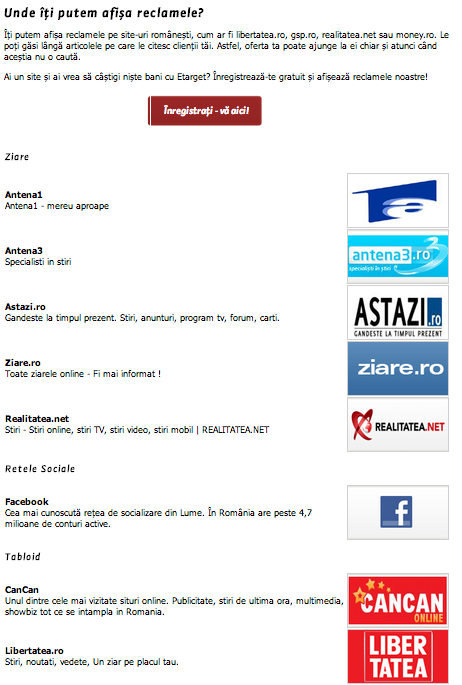 Unde îți putem afișa reclamele?
Îți putem afișa reclamele pe site-uri românești, cum ar fi libertatea.ro, gsp.ro, realitatea.net sau money.ro. Le
poți găsi lângă articolele pe care le citesc clienții tăi. Astfel, oferta ta poate ajunge la ei chiar și atunci când
aceștia nu o caută.
Ai un site și ai vrea să câștigi niște bani cu Etarget? Înregistrează-te gratuit și afișează reclamele noastre!
Înregistrați - vă aici!
Ziare
Antena1
Antena1 - mereu aproape
Antena3
Specialisti in stiri
antena3.ro
specialiști în știri
Astazi.ro
Gandeste la timpul prezent. Stiri, anunturi, program tv, forum, carti.
ASTAZI.ro
GANDESTE LA TIMPUL PREZENT
Ziare.ro
Toate ziarele online - Fi mai informat !
ziare.ro
Realitatea.net
Stiri - Stiri online, stiri TV, stiri video, stiri mobil | REALITATEA.NET
REALITATEA.NET
Retele Sociale
Facebook
Cea mai cunoscută rețea de socializare din Lume. În România are peste 4,7
milioane de conturi active.
f
Tabloid
CanCan
Unul dintre cele mai vizitate situri online. Publicitate, stiri de ultima ora, multimedia,
showbiz tot ce se intampla in Romania.
CANCAN
ONLINE
Libertatea.ro
Stiri, noutati, vedete, Un ziar pe placul tau.
LIBER
TATEA